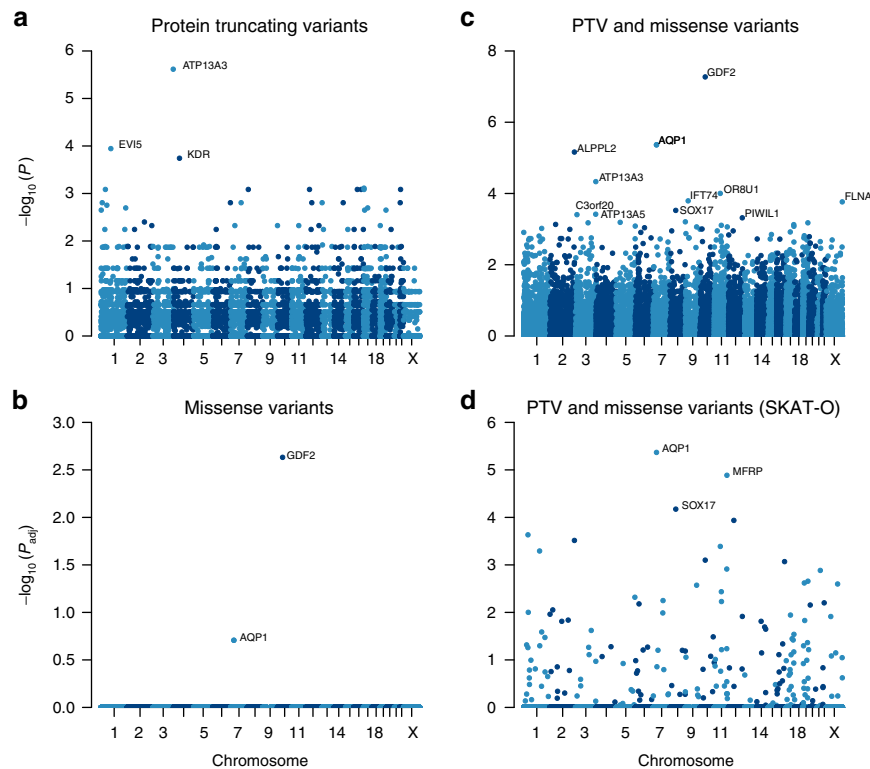 a
Protein truncating variants
−log10 (P)
6
5
4
3
2
1
0
ATP13A3
EVI5
KDR
1 2 3 5 7 9 11 14 18 X
c
PTV and missense variants
8
6
4
2
0
GDF2
AQP1
ALPPL2
ATP13A3
OR8U1
IFT74
FLNA
C3orf20
SOX17
ATP13A5
PIWIL1
1 2 3 5 7 9 11 14 18 X
b
Missense variants
−log10 (Padj)
3.0
2.5
2.0
1.5
1.0
0.5
0.0
GDF2
AQP1
1 2 3 5 7 9 11 14 18 X
Chromosome
d
PTV and missense variants (SKAT-O)
6
5
4
3
2
1
0
AQP1
MFRP
SOX17
1 2 3 5 7 9 11 14 18 X
Chromosome